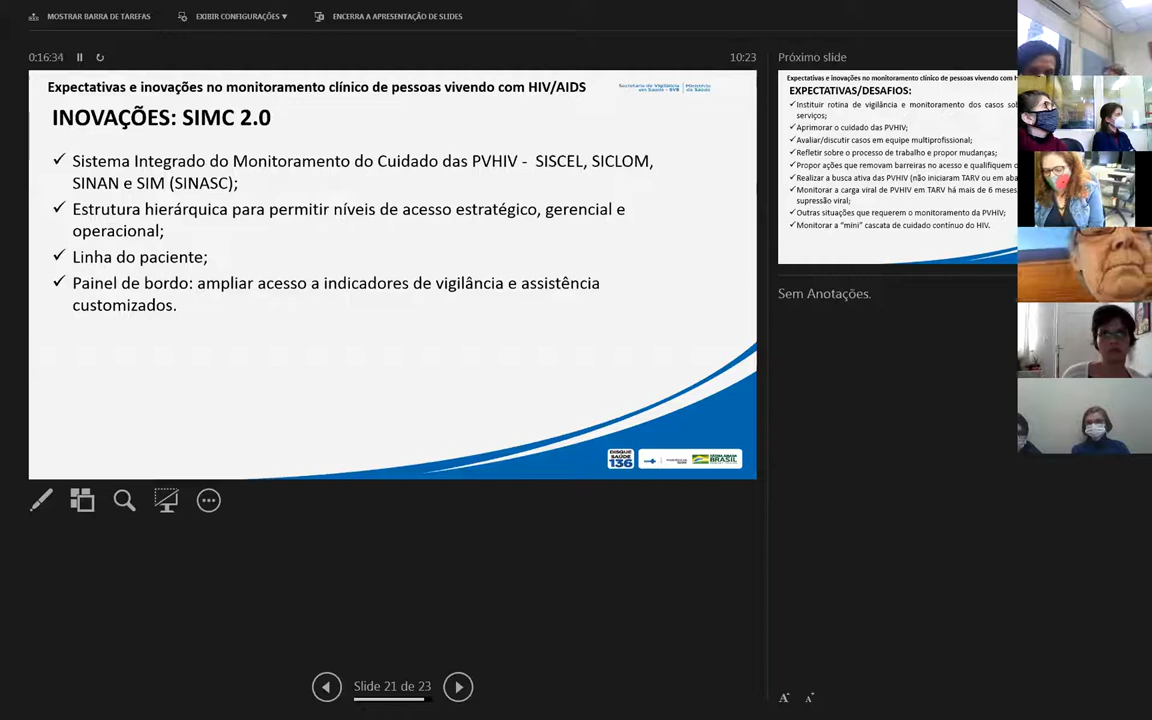 MOSTRAR BARRA DE TAREFAS
EXIBIR CONFIGURAÇÕES ▼
ENCERRA A APRESENTAÇÃO DE SLIDES
0:16:34
10:23
Expectativas e inovações no monitoramento clínico de pessoas vivendo com HIV/AIDS
Secretaria de Vigilância
em Saúde - SVS
Ministério
da Saúde
INOVAÇÕES: SIMC 2.0
✓ Sistema Integrado do Monitoramento do Cuidado das PVHIV - SISCEL, SICLOM,
SINAN e SIM (SINASC);
✓ Estrutura hierárquica para permitir níveis de acesso estratégico, gerencial e
operacional;
✓ Linha do paciente;
✓ Painel de bordo: ampliar acesso a indicadores de vigilância e assistência
customizados.
DISQUE
SAÚDE
136
BRASIL
Slide 21 de 23
Próximo slide
Expectativas e inovações no monitoramento clínico de pessoas vivendo com
EXPECTATIVAS/DESAFIOS:
✓ Instituir rotina de vigilância e monitoramento dos casos
serviços;
✓ Aprimorar o cuidado das PVHIV;
✓ Avaliar/discutir casos em equipe multiprofissional;
✓ Refletir sobre o processo de trabalho e propor mudanças;
✓ Propor ações que removam barreiras no acesso e qualifiquem
✓ Realizar a busca ativa das PVHIV (não iniciaram TARV ou em
✓ Monitorar a carga viral de PVHIV em TARV há mais de 6 meses
supressão viral;
✓ Outras situações que requerem o monitoramento da PVHIV;
✓ Monitorar a "mini" cascata de cuidado contínuo do HIV.
Sem Anotações.
A A